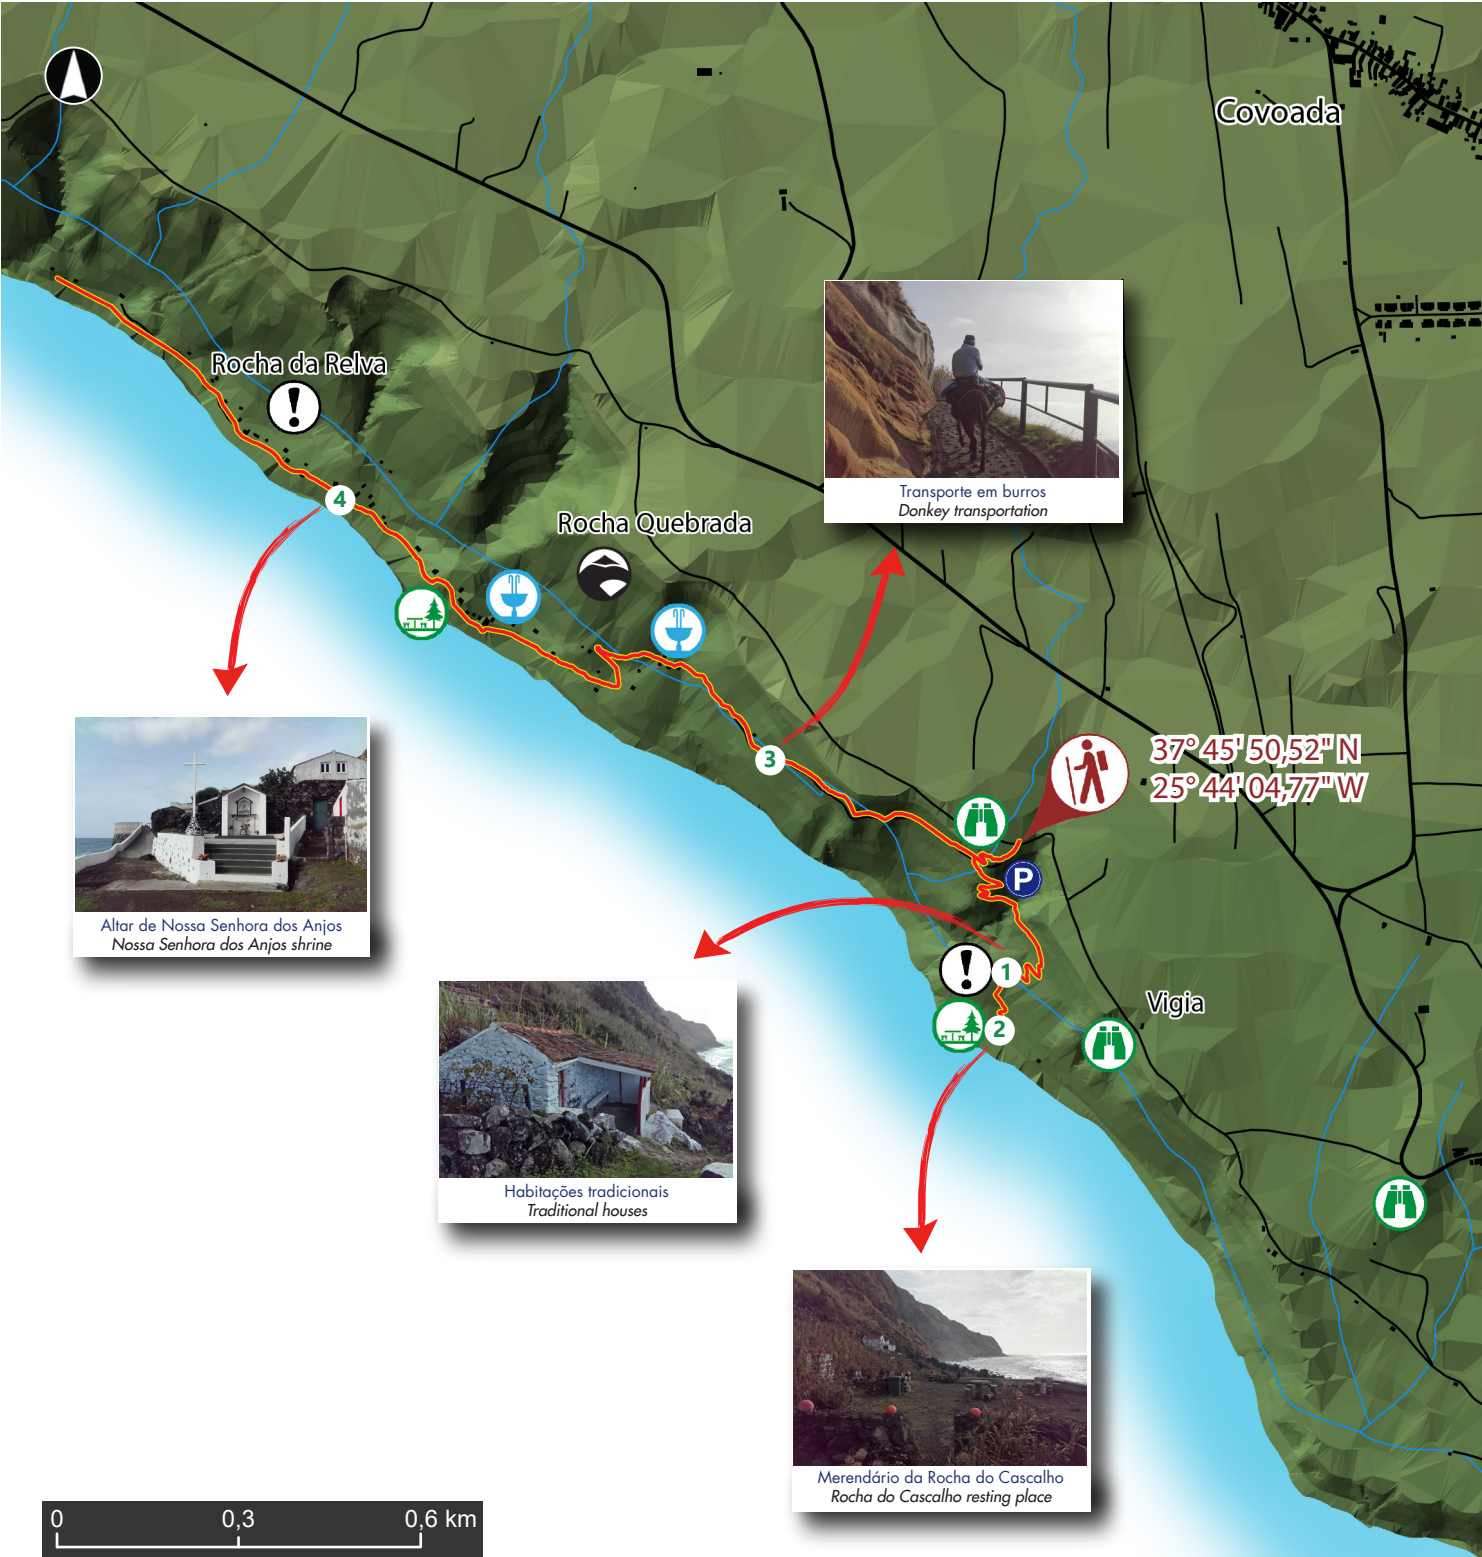 Covoada
Rocha da Relva
!
4
Transporte em burros
Donkey transportation
Rocha Quebrada
3
37° 45' 50,52" N
25° 44' 04,77" W
P
Altar de Nossa Senhora dos Anjos
Nossa Senhora dos Anjos shrine
!
1
2
Vigia
Habitações tradicionais
Traditional houses
Merendário da Rocha do Cascalho
Rocha do Cascalho resting place
0 0,3 0,6 km